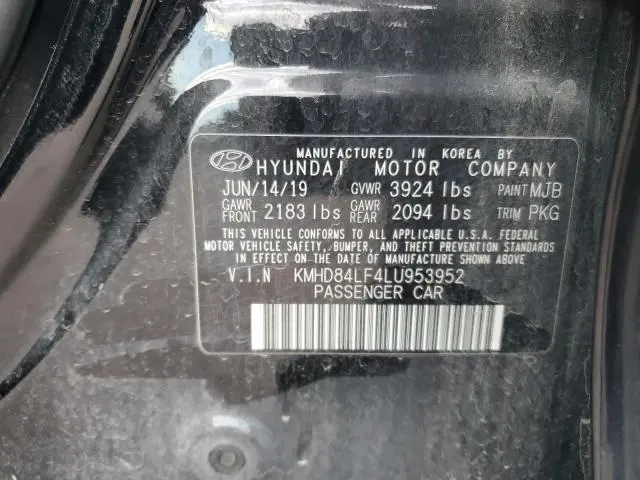 MANUFACTURED IN KOREA BY
HYUNDAI MOTOR COMPANY
JUN/14/19 GVWR 3924 lbs PAINT MJB
GAWR FRONT 2183 lbs GAWR REAR 2094 lbs TRIM PKG
THIS VEHICLE CONFORMS TO ALL APPLICABLE U.S.A. FEDERAL
MOTOR VEHICLE SAFETY, BUMPER, AND THEFT PREVENTION STANDARDS
IN EFFECT ON THE DATE OF MANUFACTURE SHOWN ABOVE.
V.I.N KMHD84LF4LU953952
PASSENGER CAR